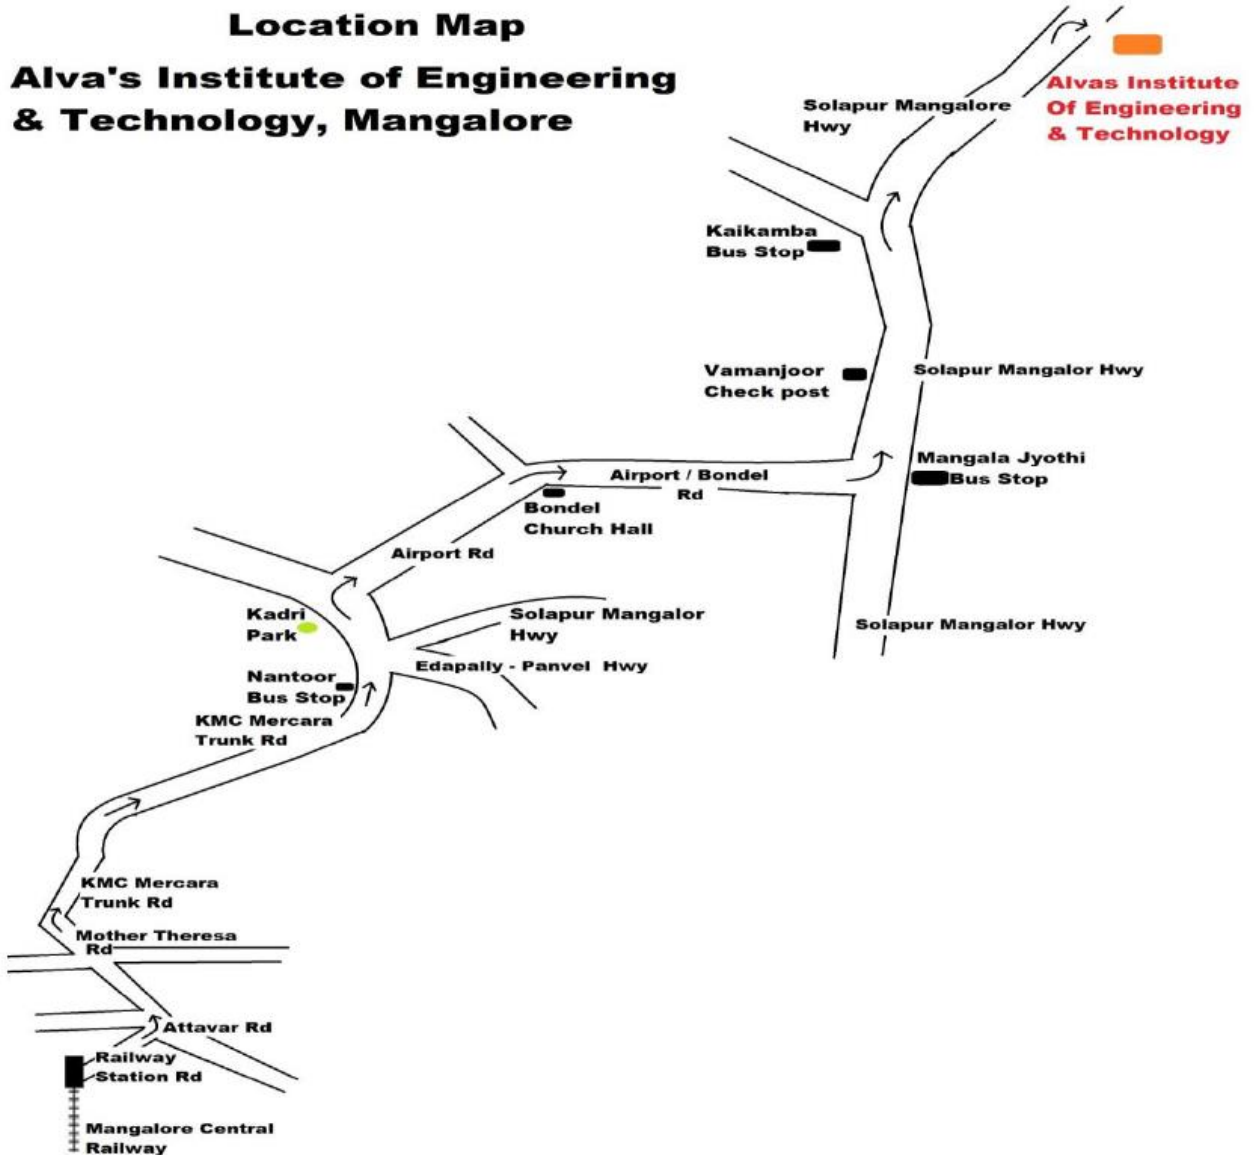 Location Map
Alva's Institute of Engineering
& Technology, Mangalore
Alvas Institute
Of Engineering
& Technology
Solapur Mangalore
Hwy
Kaikamba
Bus Stop
Vamanjoor
Check post
Solapur Mangalor Hwy
Mangala Jyothi
Bus Stop
Airport / Bondel
Rd
Bondel
Church Hall
Airport Rd
Kadri
Park
Solapur Mangalor
Hwy
Solapur Mangalor Hwy
Edapally - Panvel Hwy
Nantoor
Bus Stop
KMC Mercara
Trunk Rd
KMC Mercara
Trunk Rd
Mother Theresa
Rd
Attavar Rd
Railway
Station Rd
Mangalore Central
Railway